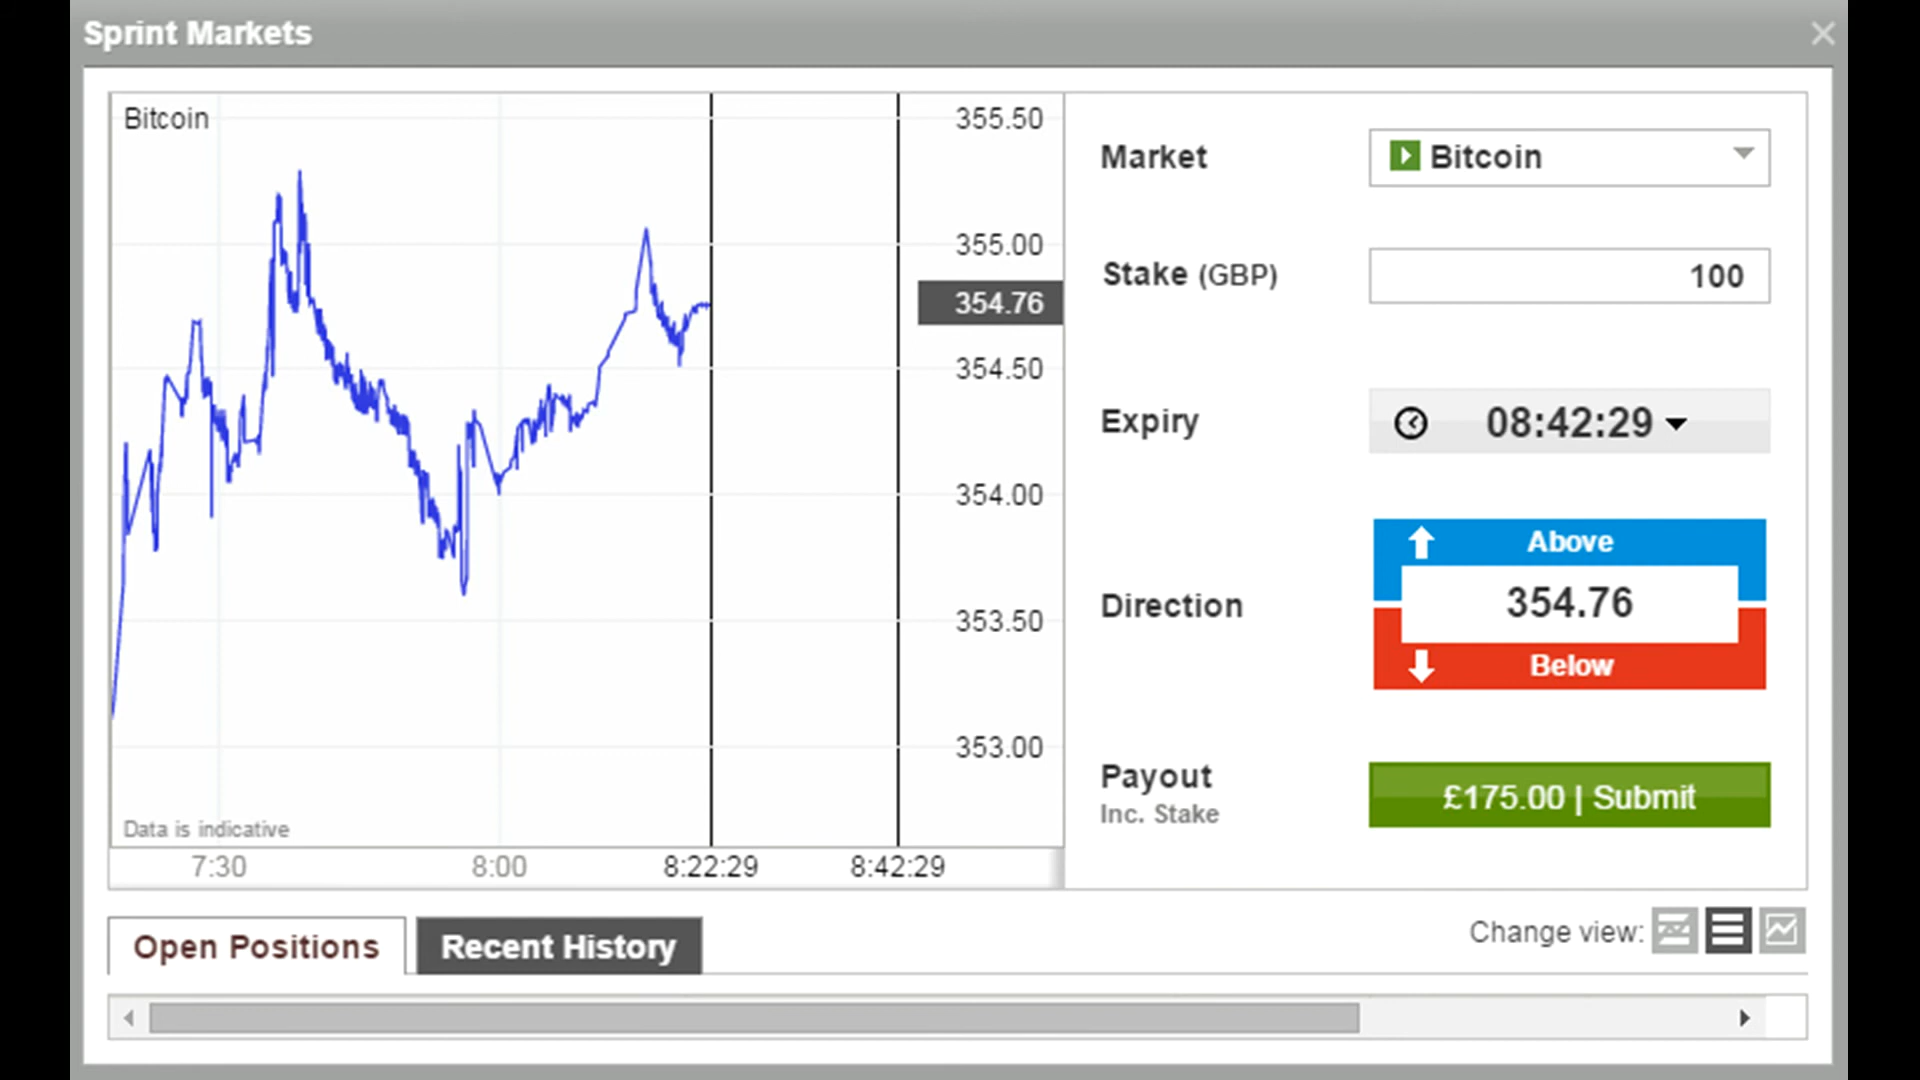 Sprint Markets
Bitcoin
355.50
355.00
354.76
354.50
354.00
353.50
353.00
Data is indicative
7:30 8:00 8:22:29 8:42:29
Market Bitcoin
Stake (GBP) 100
Expiry 08:42:29
Above
Direction 354.76
Below
Payout £175.00 | Submit
Inc. Stake
Open Positions Recent History Change view: